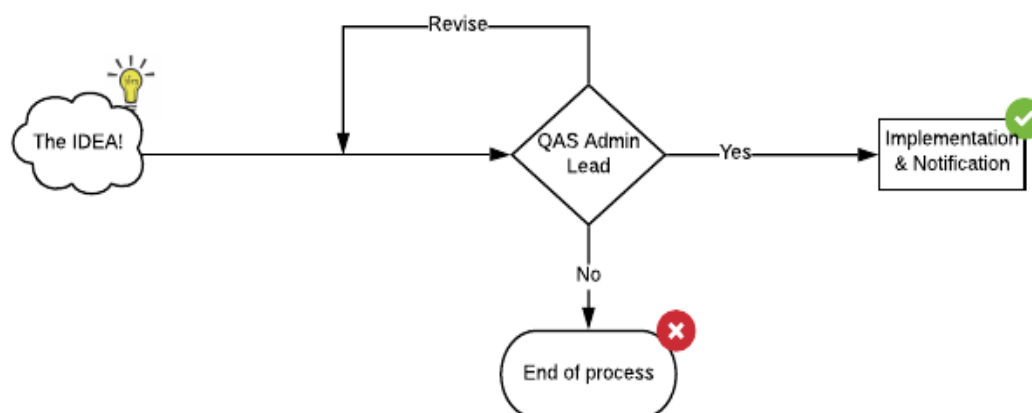 Revise
The IDEA!
QAS Admin
Lead
Yes
Implementation
& Notification
No
End of process